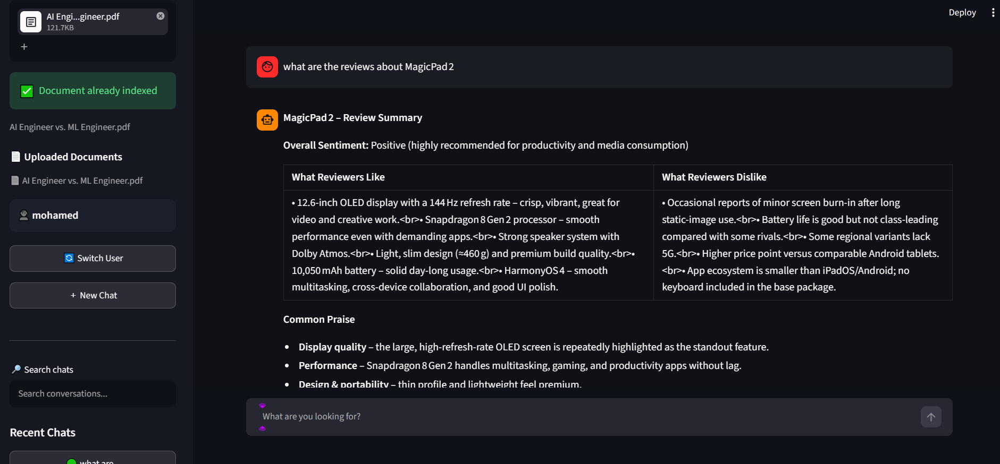 AI Engi...gineer.pdf
121.7KB
+
✅ Document already indexed
AI Engineer vs. ML Engineer.pdf
📄 Uploaded Documents
📄 AI Engineer vs. ML Engineer.pdf
mohamed
🔄 Switch User
+ New Chat
🔎 Search chats
Search conversations...
Recent Chats
🟢 what are
Deploy
what are the reviews about MagicPad 2
MagicPad 2 – Review Summary
Overall Sentiment: Positive (highly recommended for productivity and media consumption)
What Reviewers Like
• 12.6-inch OLED display with a 144 Hz refresh rate – crisp, vibrant, great for
video and creative work.<br>• Snapdragon 8 Gen 2 processor – smooth
performance even with demanding apps.<br>• Strong speaker system with
Dolby Atmos.<br>• Light, slim design (≈460 g) and premium build quality.<br>•
10,050 mAh battery – solid day-long usage.<br>• HarmonyOS 4 – smooth
multitasking, cross-device collaboration, and good UI polish.
What Reviewers Dislike
• Occasional reports of minor screen burn-in after long
static-image use.<br>• Battery life is good but not class-leading
compared with some rivals.<br>• Some regional variants lack
5G.<br>• Higher price point versus comparable Android tablets.
<br>• App ecosystem is smaller than iPadOS/Android; no
keyboard included in the base package.
Common Praise
• Display quality – the large, high-refresh-rate OLED screen is repeatedly highlighted as the standout feature.
• Performance – Snapdragon 8 Gen 2 handles multitasking, gaming, and productivity apps without lag.
• Design & portability – thin profile and lightweight feel premium.
What are you looking for?